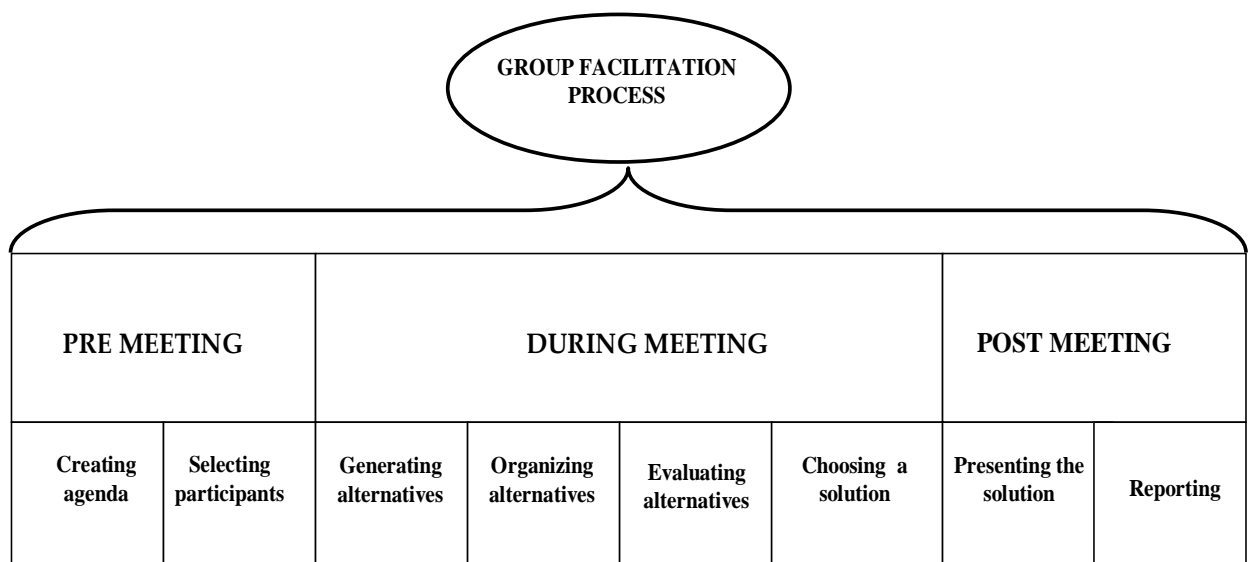 GROUP FACILITATION
PROCESS
PRE MEETING
DURING MEETING
POST MEETING
Creating
agenda
Selecting
participants
Generating
alternatives
Organizing
alternatives
Evaluating
alternatives
Choosing a
solution
Presenting the
solution
Reporting